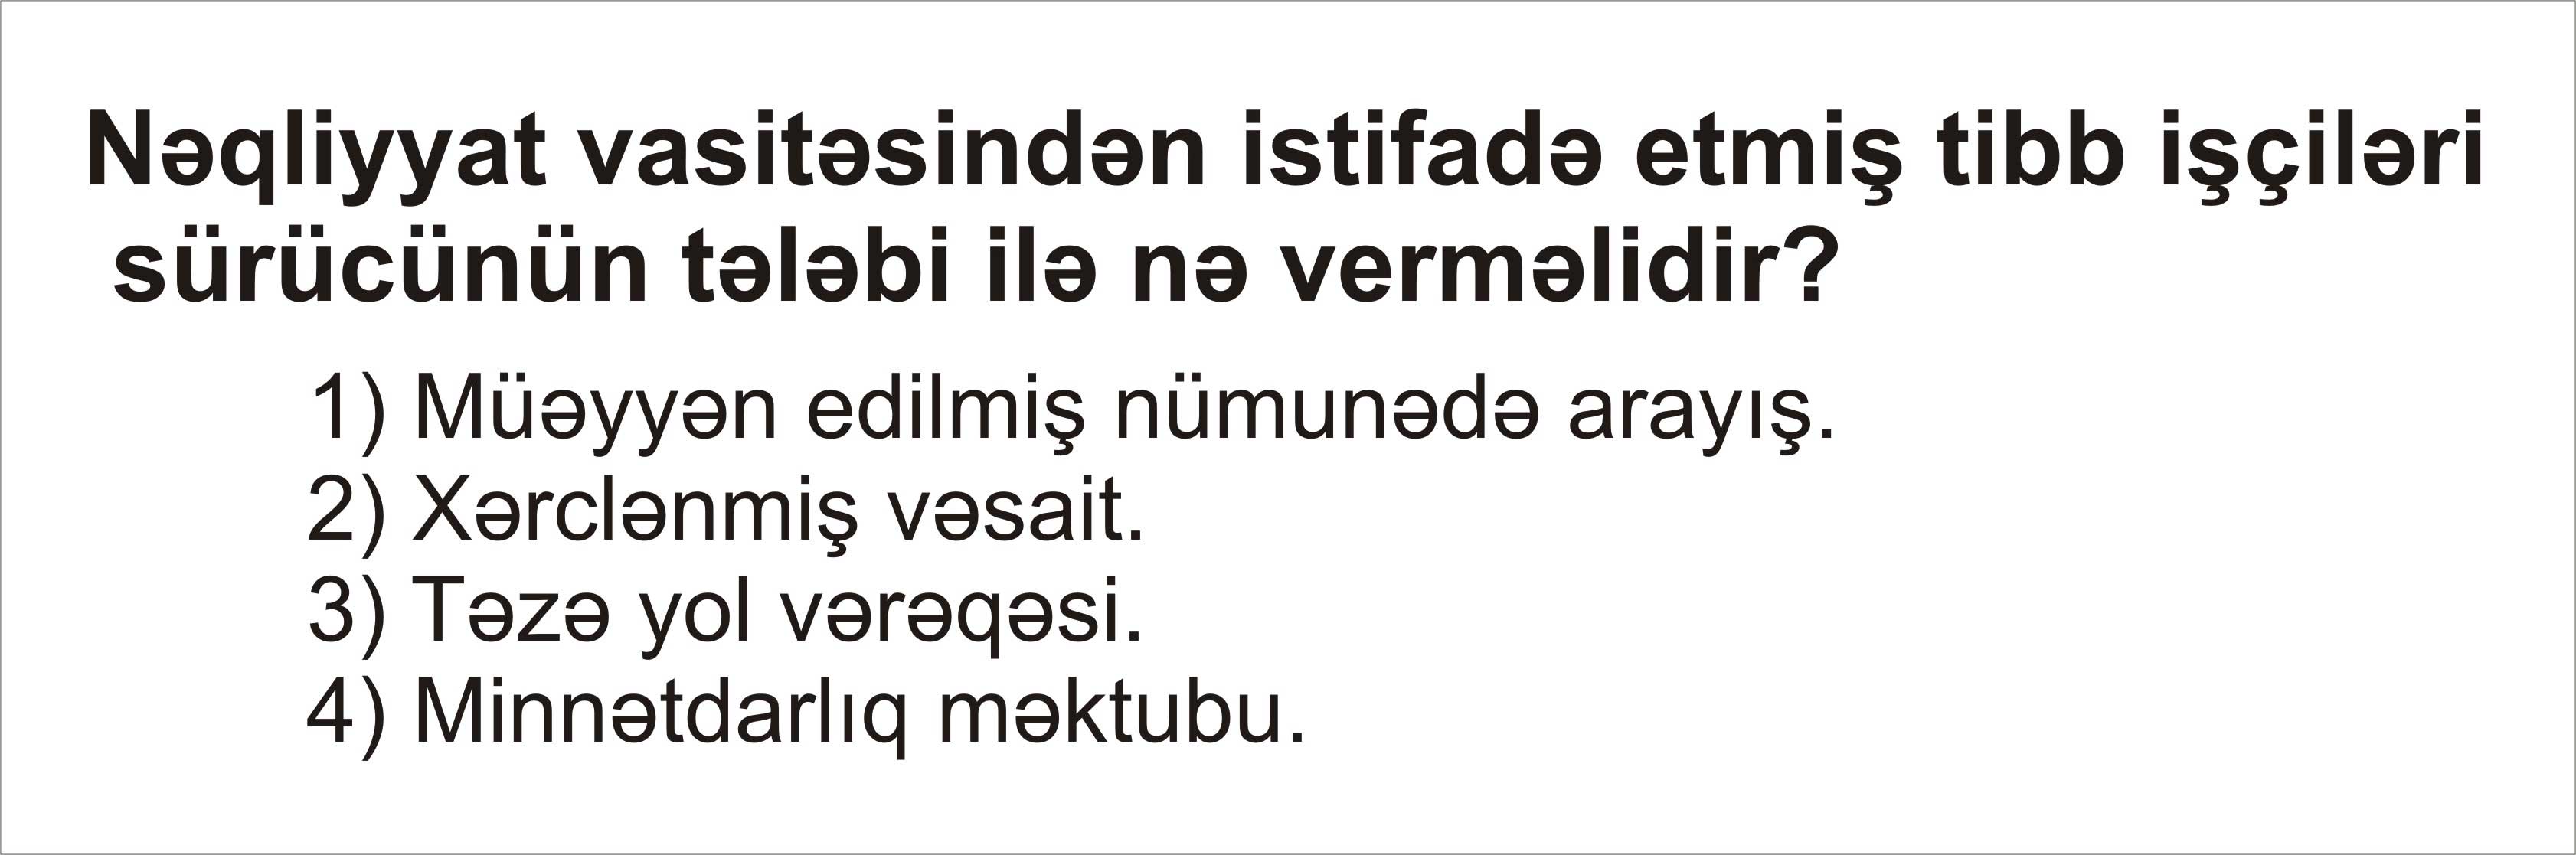 Nəqliyyat vasitəsindən istifadə etmiş tibb işçiləri
sürücünün tələbi ilə nə verməlidir?
1) Müəyyən edilmiş nümunədə arayış.
2) Xərclənmiş vəsait.
3) Təzə yol vərəqəsi.
4) Minnətdarlıq məktubu.